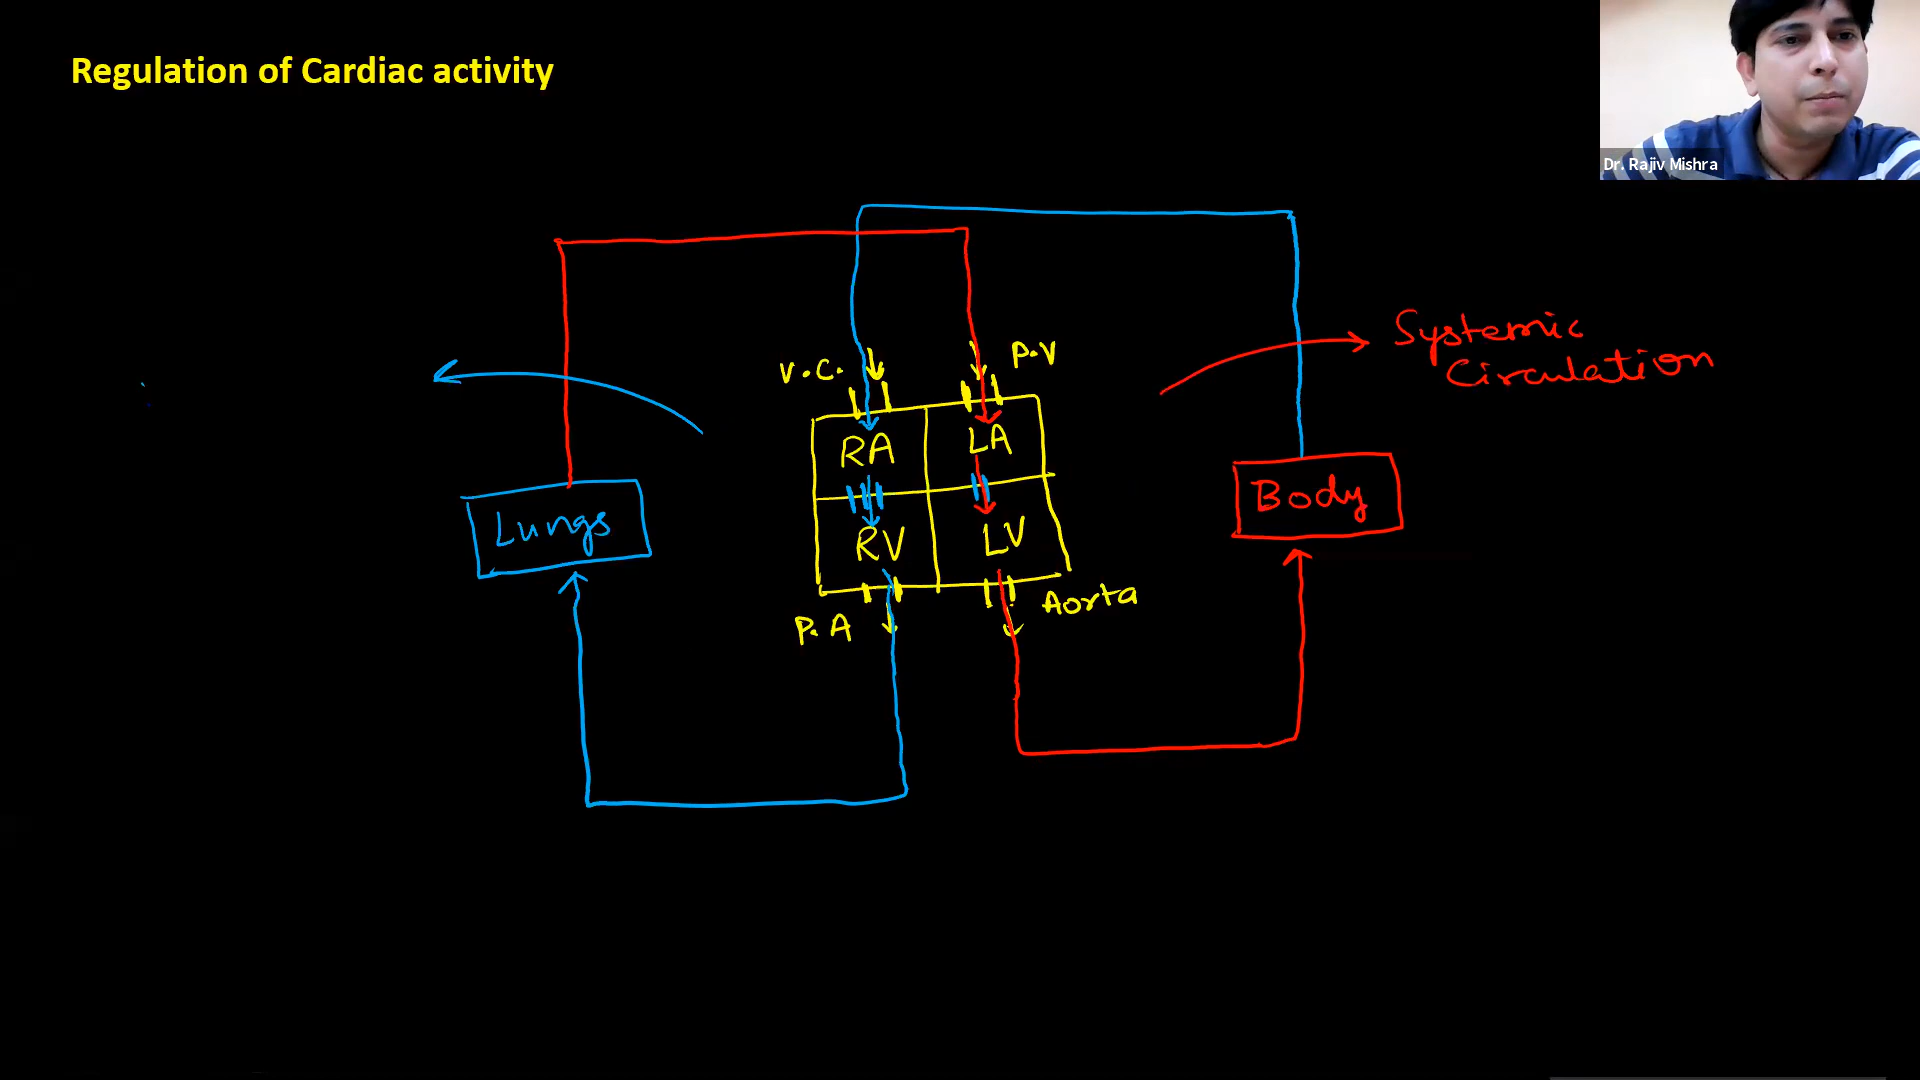 Regulation of Cardiac activity
Dr. Rajiv Mishra
Systemic
Circulation
V.C.
P.V
RA
LA
Lungs
Body
RV
LV
P.A
Aorta